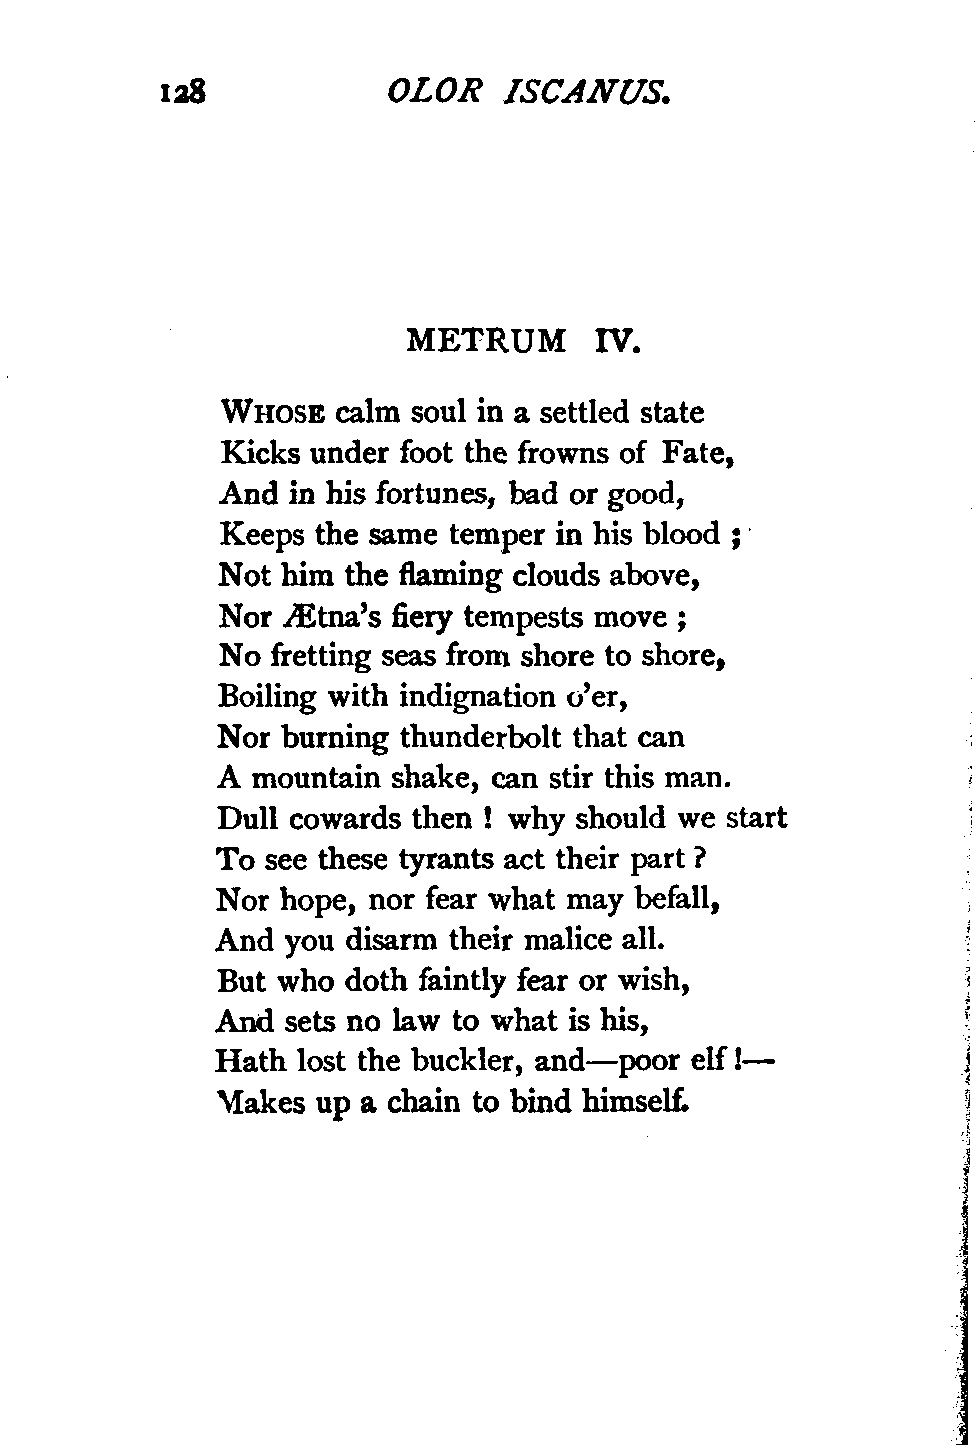 128 OLOR ISCANUS.
METRUM IV.
WHOSE calm soul in a settled state
Kicks under foot the frowns of Fate,
And in his fortunes, bad or good,
Keeps the same temper in his blood ;
Not him the flaming clouds above,
Nor Ætna's fiery tempests move ;
No fretting seas from shore to shore,
Boiling with indignation o'er,
Nor burning thunderbolt that can
A mountain shake, can stir this man.
Dull cowards then ! why should we start
To see these tyrants act their part ?
Nor hope, nor fear what may befall,
And you disarm their malice all.
But who doth faintly fear or wish,
And sets no law to what is his,
Hath lost the buckler, and—poor elf !—
Makes up a chain to bind himself.